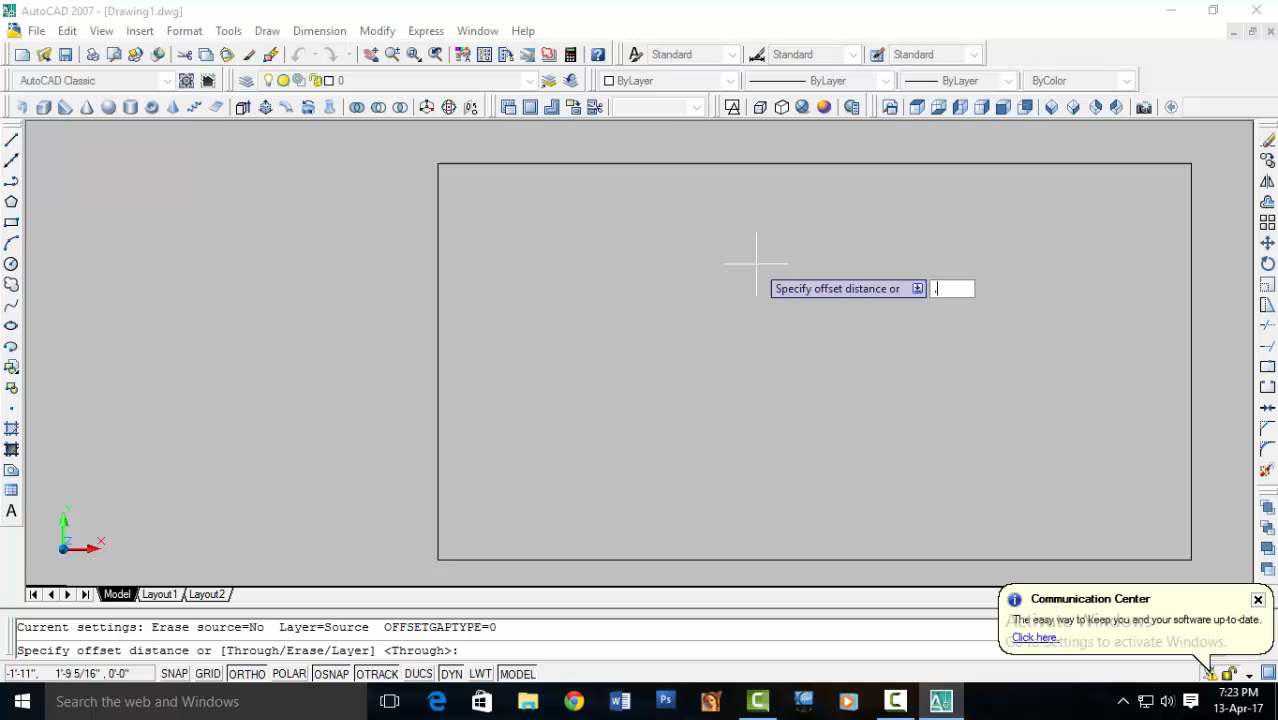 AutoCAD 2007 - [Drawing1.dwg]
File Edit View Insert Format Tools Draw Dimension Modify Express Window Help
Standard Standard Standard
AutoCAD Classic 0 ByLayer ByLayer ByLayer ByColor
Specify offset distance or .
Y
Z X
Model Layout1 Layout2
Communication Center
The easy way to keep you and your software up-to-date.
Click here.
Activate Windows
Go to Settings to activate Windows.
Current settings: Erase source=No Layer=Source OFFSETGAPTYPE=0
Specify offset distance or [Through/Erase/Layer] <Through>:
-1'-11", 1'-9 5/16", 0'-0" SNAP GRID ORTHO POLAR OSNAP OTRACK DUCS DYN LWT MODEL
Search the web and Windows
7:23 PM
13-Apr-17